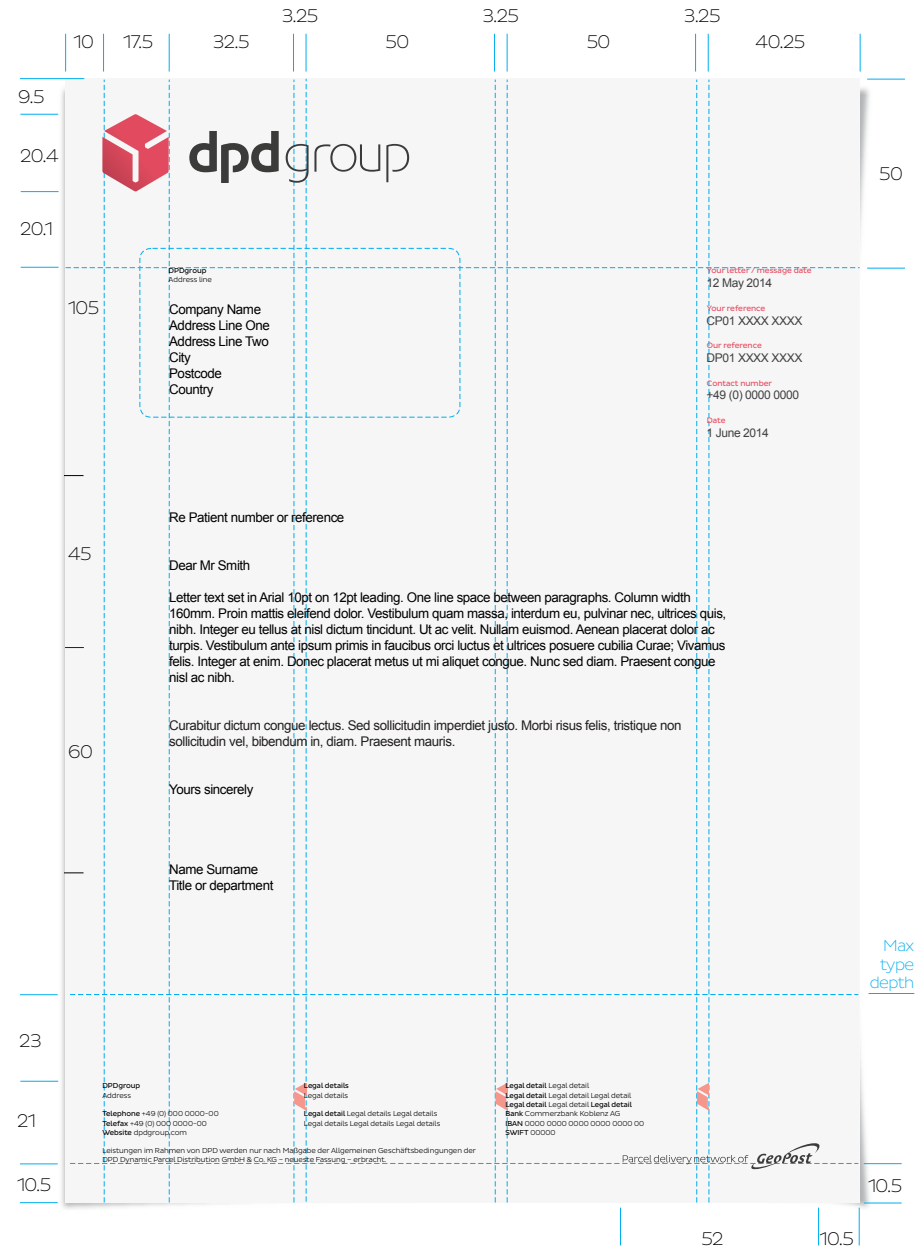 3.25 3.25 3.25
10 17.5 32.5 50 50 40.25
9.5
20.4
20.1
50
dpdgroup
105
DPDgroup
Address line
Company Name
Address Line One
Address Line Two
City
Postcode
Country
Your letter / message date
12 May 2014
Your reference
CP01 XXXX XXXX
Our reference
DP01 XXXX XXXX
Contact number
+49 (0) 0000 0000
Date
1 June 2014
Re Patient number or reference
45
Dear Mr Smith
Letter text set in Arial 10pt on 12pt leading. One line space between paragraphs. Column width
160mm. Proin mattis eleifend dolor. Vestibulum quam massa, interdum eu, pulvinar nec, ultrices quis,
nibh. Integer eu tellus at nisl dictum tincidunt. Ut ac velit. Nullam euismod. Aenean placerat dolor ac
turpis. Vestibulum ante ipsum primis in faucibus orci luctus et ultrices posuere cubilia Curae; Vivamus
felis. Integer at enim. Donec placerat metus ut mi aliquet congue. Nunc sed diam. Praesent congue
nisl ac nibh.
Curabitur dictum congue lectus. Sed sollicitudin imperdiet justo. Morbi risus felis, tristique non
sollicitudin vel, bibendum in, diam. Praesent mauris.
60
Yours sincerely
Name Surname
Title or department
Max
type
depth
23
21
DPDgroup
Address
Telephone +49 (0) 000 0000-00
Telefax +49 (0) 000 0000-00
Website dpdgroup.com
Legal details
Legal details
Legal detail Legal details Legal details
Legal details Legal details Legal details
Legal detail Legal detail
Legal detail Legal detail Legal detail
Legal detail Legal detail Legal detail
Bank Commerzbank Koblenz AG
IBAN 0000 0000 0000 0000 0000 00
SWIFT 00000
Leistungen im Rahmen von DPD werden nur nach Maßgabe der Allgemeinen Geschäftsbedingungen der
DPD Dynamic Parcel Distribution GmbH & Co. KG – neueste Fassung – erbracht.
Parcel delivery network of GeoPost
10.5 10.5
52 10.5